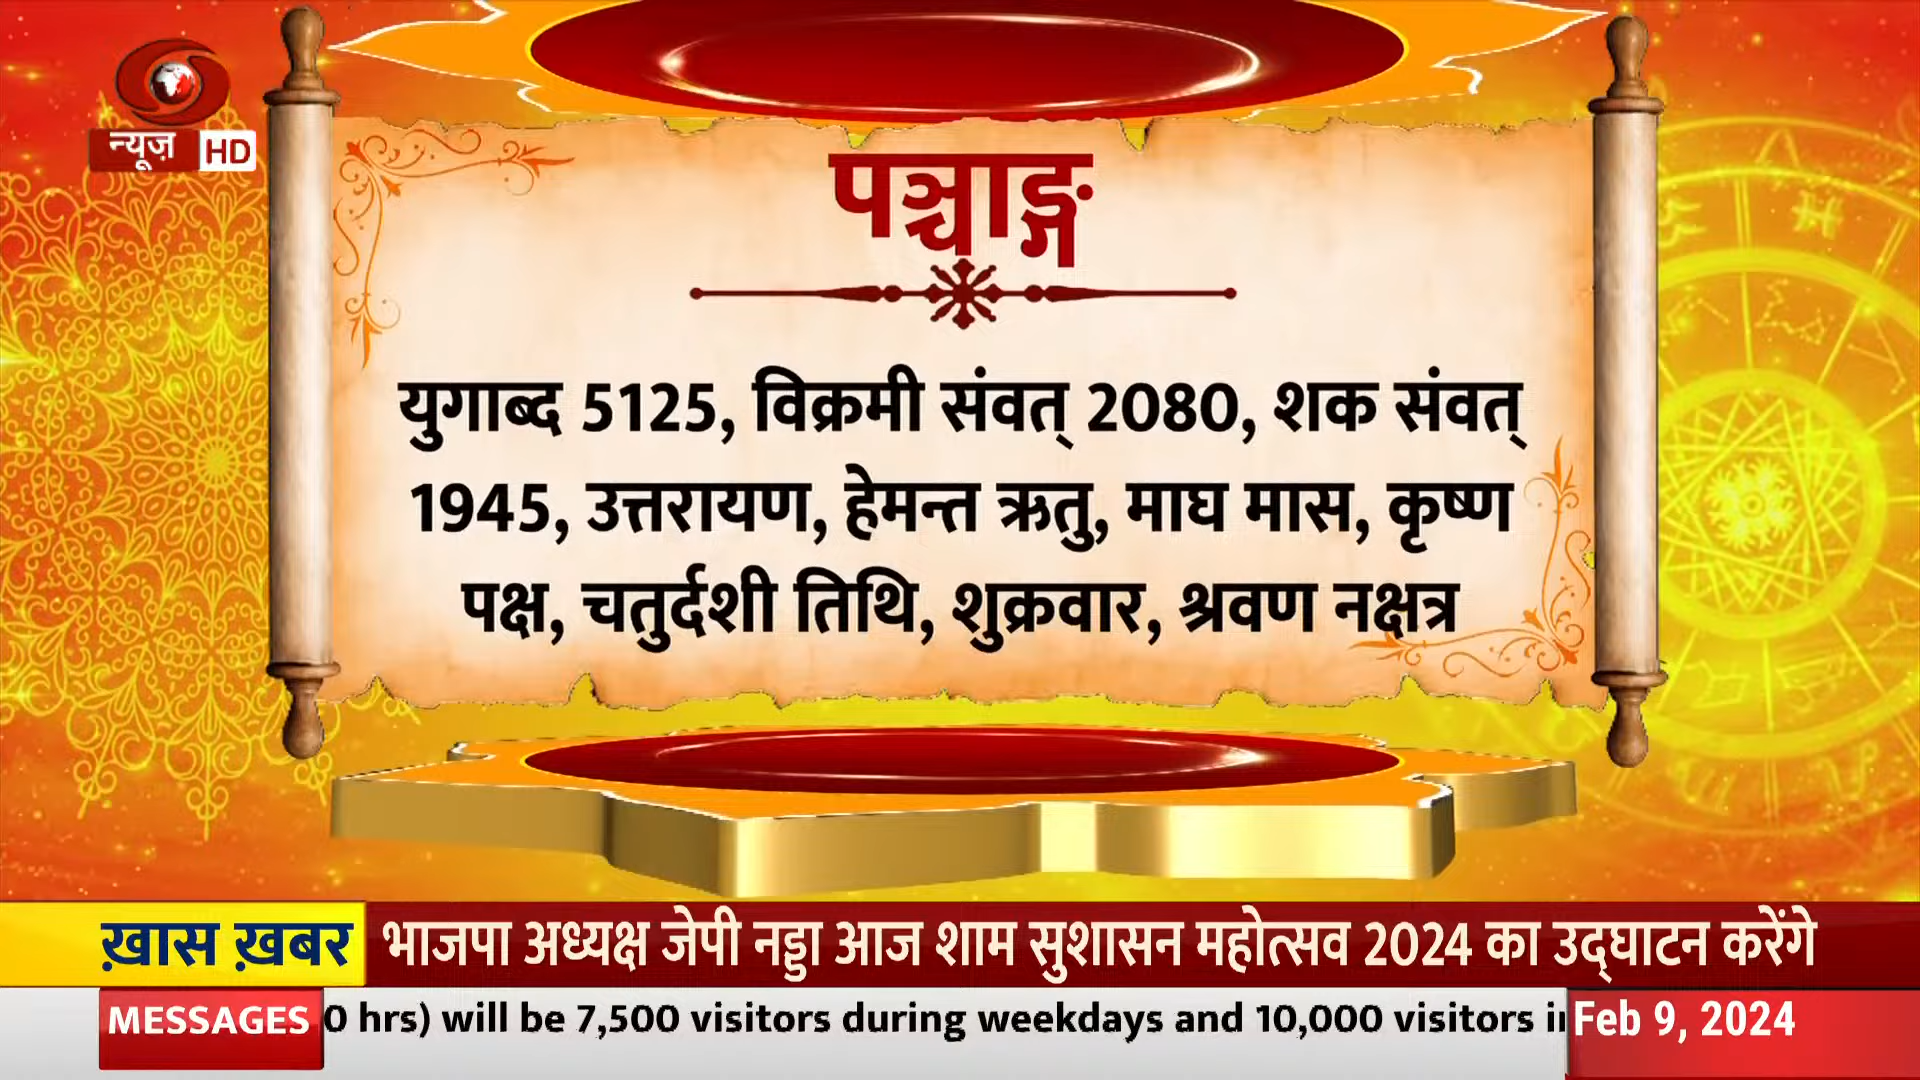 न्यूज़ HD
पञ्चाङ्ग
युगाब्द 5125, विक्रमी संवत् 2080, शक संवत्
1945, उत्तरायण, हेमन्त ऋतु, माघ मास, कृष्ण
पक्ष, चतुर्दशी तिथि, शुक्रवार, श्रवण नक्षत्र
ख़ास ख़बर भाजपा अध्यक्ष जेपी नड्डा आज शाम सुशासन महोत्सव 2024 का उद्घाटन करेंगे
MESSAGES 0 hrs) will be 7,500 visitors during weekdays and 10,000 visitors Feb 9, 2024